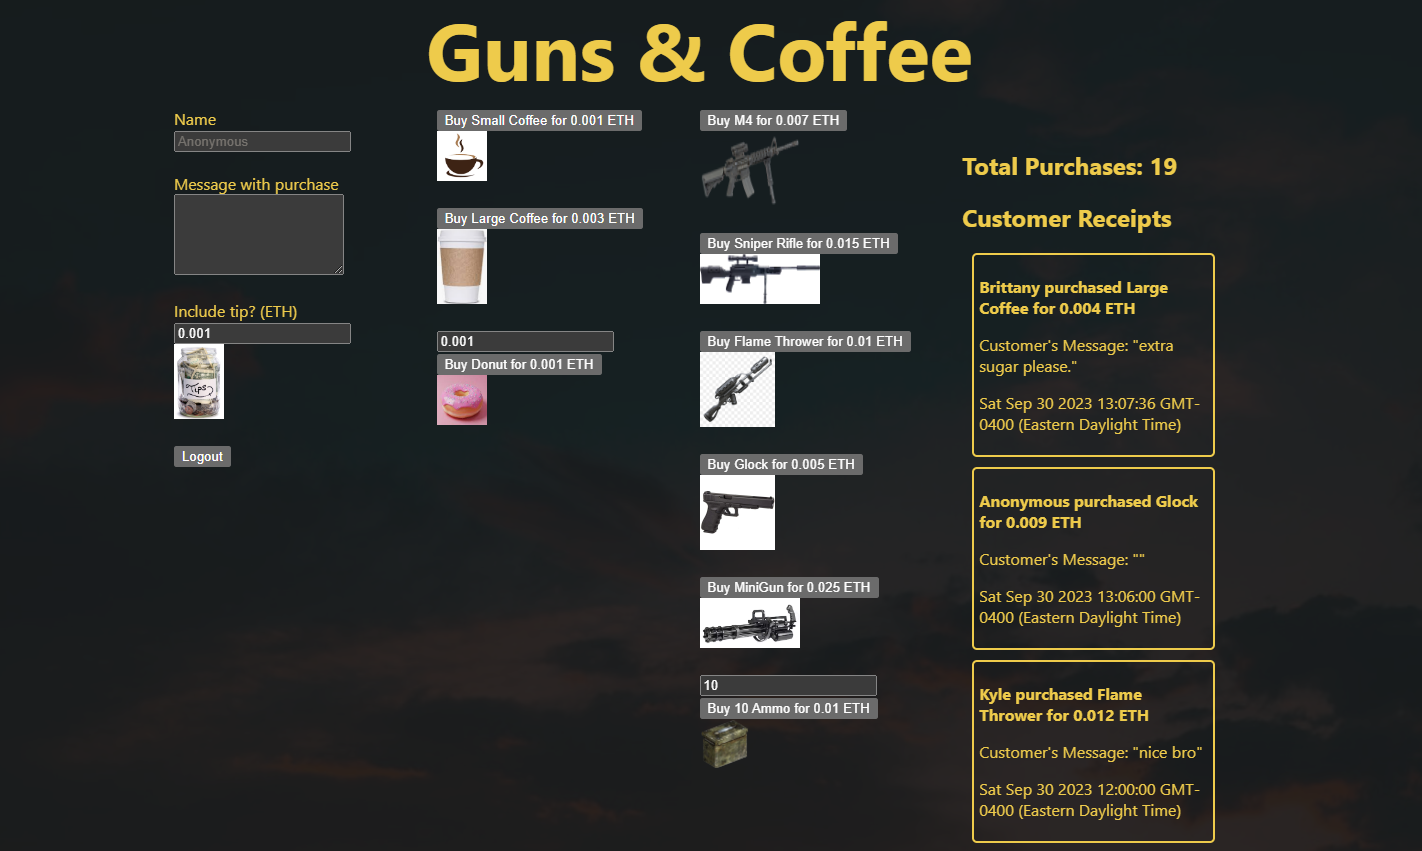 Guns & Coffee
Name
Anonymous
Message with purchase
Include tip? (ETH)
0.001
Tips
Logout
Buy Small Coffee for 0.001 ETH
Buy Large Coffee for 0.003 ETH
0.001
Buy Donut for 0.001 ETH
Buy M4 for 0.007 ETH
Buy Sniper Rifle for 0.015 ETH
Buy Flame Thrower for 0.01 ETH
Buy Glock for 0.005 ETH
Buy MiniGun for 0.025 ETH
10
Buy 10 Ammo for 0.01 ETH
Total Purchases: 19
Customer Receipts
Brittany purchased Large
Coffee for 0.004 ETH
Customer's Message: "extra
sugar please."
Sat Sep 30 2023 13:07:36 GMT-
0400 (Eastern Daylight Time)
Anonymous purchased Glock
for 0.009 ETH
Customer's Message: ""
Sat Sep 30 2023 13:06:00 GMT-
0400 (Eastern Daylight Time)
Kyle purchased Flame
Thrower for 0.012 ETH
Customer's Message: "nice bro"
Sat Sep 30 2023 12:00:00 GMT-
0400 (Eastern Daylight Time)